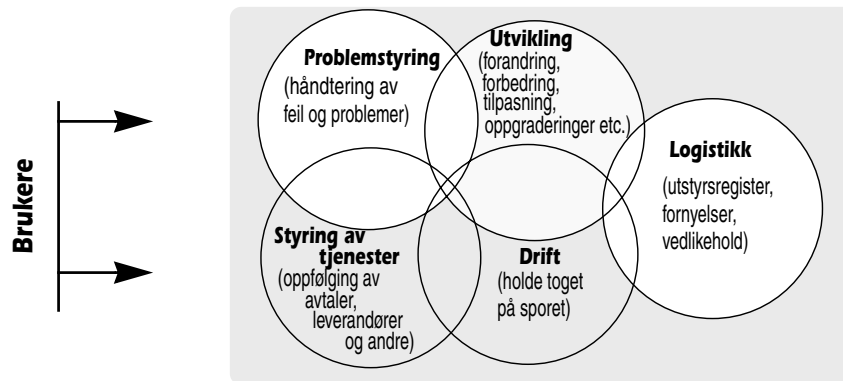 Brukere
Problemstyring
(håndtering av
feil og problemer)
Utvikling
(forandring,
forbedring,
tilpasning,
oppgraderinger etc.)
Logistikk
(utstyrsregister,
fornyelser,
vedlikehold)
Styring av
tjenester
(oppfølging av
avtaler,
leverandører
og andre)
Drift
(holde toget
på sporet)